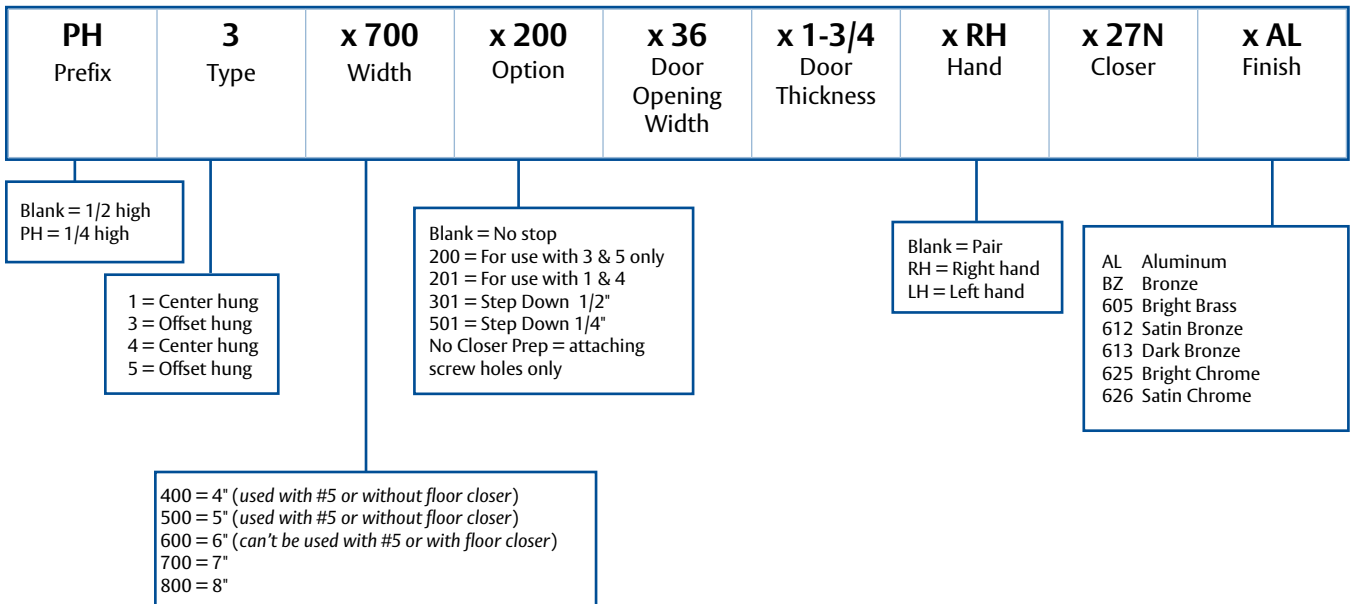 PH
Prefix
3
Type
x 700
Width
x 200
Option
x 36
Door
Opening
Width
x 1-3/4
Door
Thickness
x RH
Hand
x 27N
Closer
x AL
Finish
Blank = 1/2 high
PH = 1/4 high
1 = Center hung
3 = Offset hung
4 = Center hung
5 = Offset hung
400 = 4" (used with #5 or without floor closer)
500 = 5" (used with #5 or without floor closer)
600 = 6" (can't be used with #5 or with floor closer)
700 = 7"
800 = 8"
Blank = No stop
200 = For use with 3 & 5 only
201 = For use with 1 & 4
301 = Step Down 1/2"
501 = Step Down 1/4"
No Closer Prep = attaching
screw holes only
Blank = Pair
RH = Right hand
LH = Left hand
AL Aluminum
BZ Bronze
605 Bright Brass
612 Satin Bronze
613 Dark Bronze
625 Bright Chrome
626 Satin Chrome